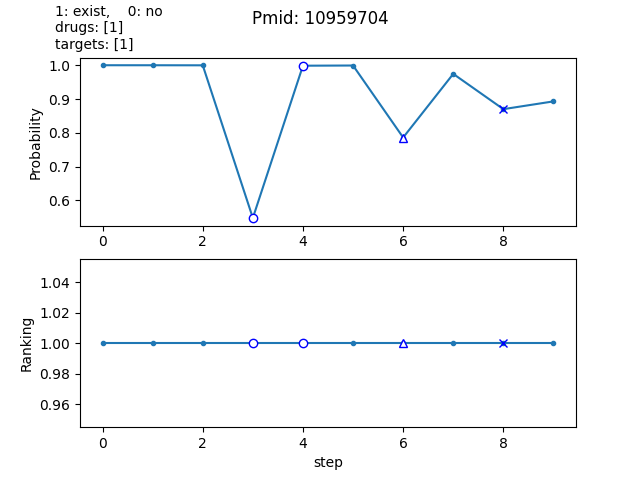 1: exist,    0: no
drugs: [1]
targets: [1]
Pmid: 10959704
Probability
1.0
0.9
0.8
0.7
0.6
0 2 4 6 8
Ranking
1.04
1.02
1.00
0.98
0.96
0 2 4 6 8
step